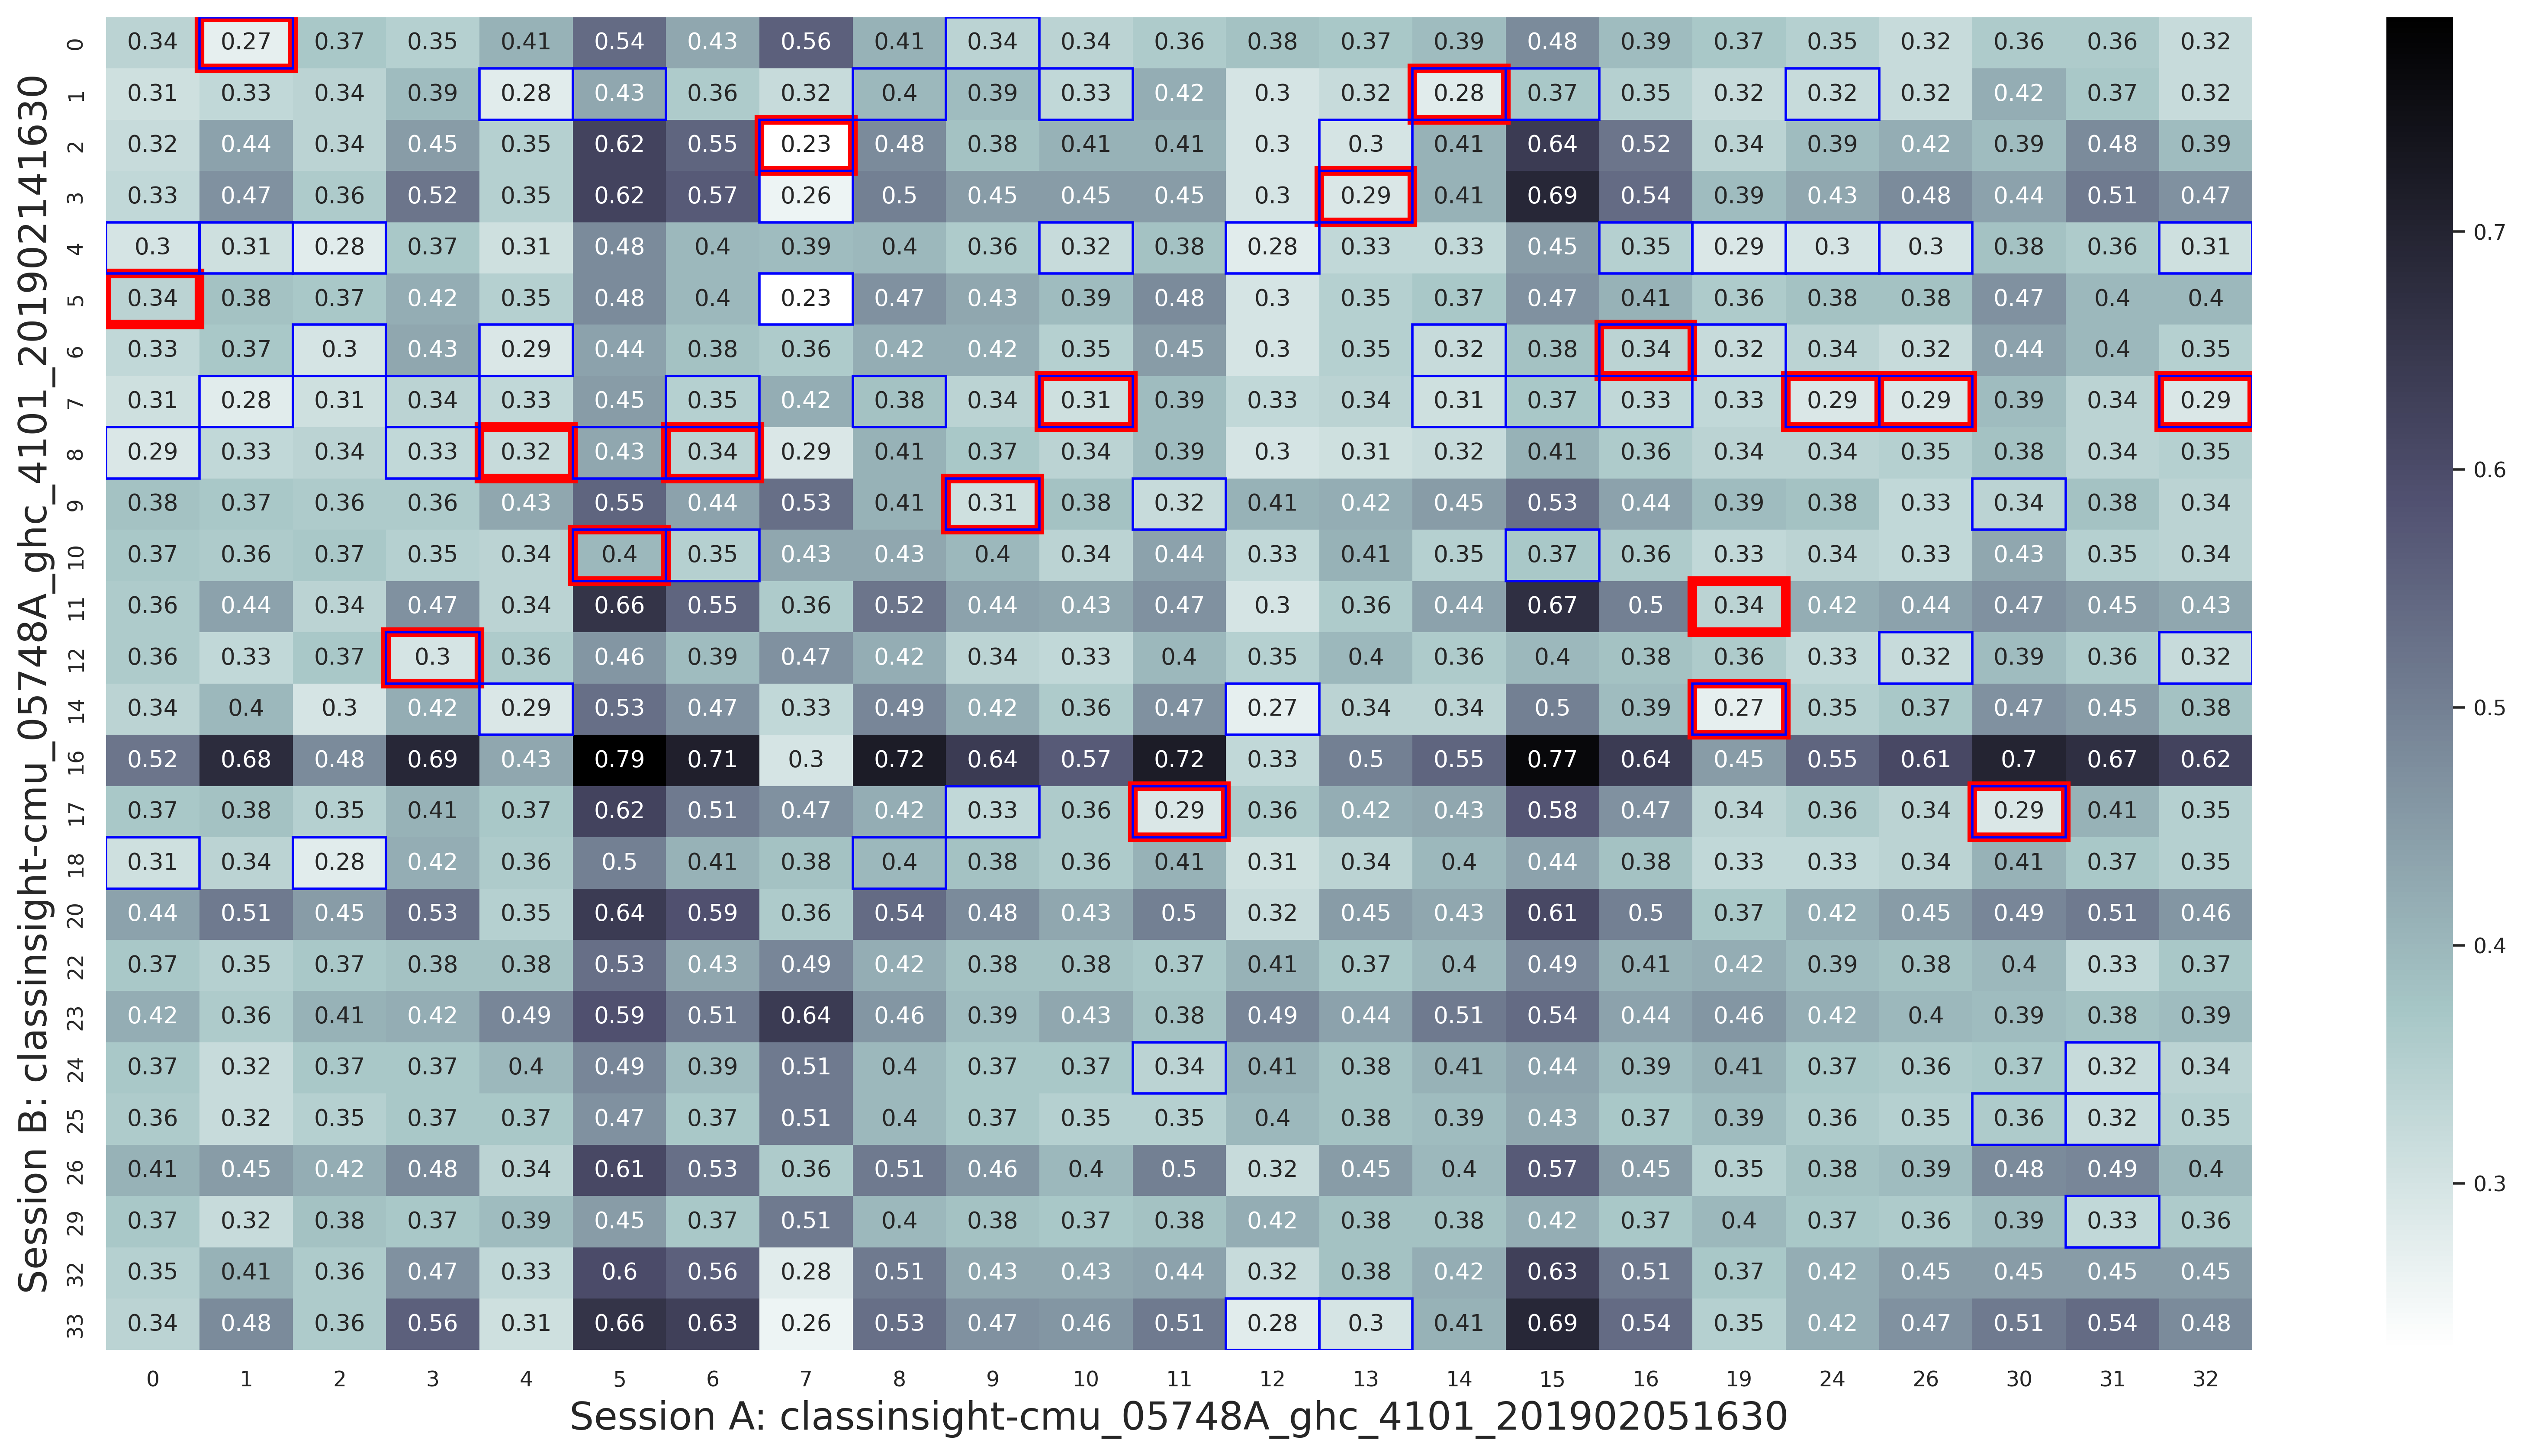 Session B: classinsight-cmu_05748A_ghc_4101_201902141630
0 0.34 0.27 0.37 0.35 0.41 0.54 0.43 0.56 0.41 0.34 0.34 0.36 0.38 0.37 0.39 0.48 0.39 0.37 0.35 0.32 0.36 0.36 0.32
1 0.31 0.33 0.34 0.39 0.28 0.43 0.36 0.32 0.4 0.39 0.33 0.42 0.3 0.32 0.28 0.37 0.35 0.32 0.32 0.32 0.42 0.37 0.32
2 0.32 0.44 0.34 0.45 0.35 0.62 0.55 0.23 0.48 0.38 0.41 0.41 0.3 0.3 0.41 0.64 0.52 0.34 0.39 0.42 0.39 0.48 0.39
3 0.33 0.47 0.36 0.52 0.35 0.62 0.57 0.26 0.5 0.45 0.45 0.45 0.3 0.29 0.41 0.69 0.54 0.39 0.43 0.48 0.44 0.51 0.47
4 0.3 0.31 0.28 0.37 0.31 0.48 0.4 0.39 0.4 0.36 0.32 0.38 0.28 0.33 0.33 0.45 0.35 0.29 0.3 0.3 0.38 0.36 0.31
5 0.34 0.38 0.37 0.42 0.35 0.48 0.4 0.23 0.47 0.43 0.39 0.48 0.3 0.35 0.37 0.47 0.41 0.36 0.38 0.38 0.47 0.4 0.4
6 0.33 0.37 0.3 0.43 0.29 0.44 0.38 0.36 0.42 0.42 0.35 0.45 0.3 0.35 0.32 0.38 0.34 0.32 0.34 0.32 0.44 0.4 0.35
7 0.31 0.28 0.31 0.34 0.33 0.45 0.35 0.42 0.38 0.34 0.31 0.39 0.33 0.34 0.31 0.37 0.33 0.33 0.29 0.29 0.39 0.34 0.29
8 0.29 0.33 0.34 0.33 0.32 0.43 0.34 0.29 0.41 0.37 0.34 0.39 0.3 0.31 0.32 0.41 0.36 0.34 0.34 0.35 0.38 0.34 0.35
9 0.38 0.37 0.36 0.36 0.43 0.55 0.44 0.53 0.41 0.31 0.38 0.32 0.41 0.42 0.45 0.53 0.44 0.39 0.38 0.33 0.34 0.38 0.34
10 0.37 0.36 0.37 0.35 0.34 0.4 0.35 0.43 0.43 0.4 0.34 0.44 0.33 0.41 0.35 0.37 0.36 0.33 0.34 0.33 0.43 0.35 0.34
11 0.36 0.44 0.34 0.47 0.34 0.66 0.55 0.36 0.52 0.44 0.43 0.47 0.3 0.36 0.44 0.67 0.5 0.34 0.42 0.44 0.47 0.45 0.43
12 0.36 0.33 0.37 0.3 0.36 0.46 0.39 0.47 0.42 0.34 0.33 0.4 0.35 0.4 0.36 0.4 0.38 0.36 0.33 0.32 0.39 0.36 0.32
14 0.34 0.4 0.3 0.42 0.29 0.53 0.47 0.33 0.49 0.42 0.36 0.47 0.27 0.34 0.34 0.5 0.39 0.27 0.35 0.37 0.47 0.45 0.38
16 0.52 0.68 0.48 0.69 0.43 0.79 0.71 0.3 0.72 0.64 0.57 0.72 0.33 0.5 0.55 0.77 0.64 0.45 0.55 0.61 0.7 0.67 0.62
17 0.37 0.38 0.35 0.41 0.37 0.62 0.51 0.47 0.42 0.33 0.36 0.29 0.36 0.42 0.43 0.58 0.47 0.34 0.36 0.34 0.29 0.41 0.35
18 0.31 0.34 0.28 0.42 0.36 0.5 0.41 0.38 0.4 0.38 0.36 0.41 0.31 0.34 0.4 0.44 0.38 0.33 0.33 0.34 0.41 0.37 0.35
20 0.44 0.51 0.45 0.53 0.35 0.64 0.59 0.36 0.54 0.48 0.43 0.5 0.32 0.45 0.43 0.61 0.5 0.37 0.42 0.45 0.49 0.51 0.46
22 0.37 0.35 0.37 0.38 0.38 0.53 0.43 0.49 0.42 0.38 0.38 0.37 0.41 0.37 0.4 0.49 0.41 0.42 0.39 0.38 0.4 0.33 0.37
23 0.42 0.36 0.41 0.42 0.49 0.59 0.51 0.64 0.46 0.39 0.43 0.38 0.49 0.44 0.51 0.54 0.44 0.46 0.42 0.4 0.39 0.38 0.39
24 0.37 0.32 0.37 0.37 0.4 0.49 0.39 0.51 0.4 0.37 0.37 0.34 0.41 0.38 0.41 0.44 0.39 0.41 0.37 0.36 0.37 0.32 0.34
25 0.36 0.32 0.35 0.37 0.37 0.47 0.37 0.51 0.4 0.37 0.35 0.35 0.4 0.38 0.39 0.43 0.37 0.39 0.36 0.35 0.36 0.32 0.35
26 0.41 0.45 0.42 0.48 0.34 0.61 0.53 0.36 0.51 0.46 0.4 0.5 0.32 0.45 0.4 0.57 0.45 0.35 0.38 0.39 0.48 0.49 0.4
29 0.37 0.32 0.38 0.37 0.39 0.45 0.37 0.51 0.4 0.38 0.37 0.38 0.42 0.38 0.38 0.42 0.37 0.4 0.37 0.36 0.39 0.33 0.36
32 0.35 0.41 0.36 0.47 0.33 0.6 0.56 0.28 0.51 0.43 0.43 0.44 0.32 0.38 0.42 0.63 0.51 0.37 0.42 0.45 0.45 0.45 0.45
33 0.34 0.48 0.36 0.56 0.31 0.66 0.63 0.26 0.53 0.47 0.46 0.51 0.28 0.3 0.41 0.69 0.54 0.35 0.42 0.47 0.51 0.54 0.48
0 1 2 3 4 5 6 7 8 9 10 11 12 13 14 15 16 19 24 26 30 31 32
Session A: classinsight-cmu_05748A_ghc_4101_201902051630
0.7
0.6
0.5
0.4
0.3